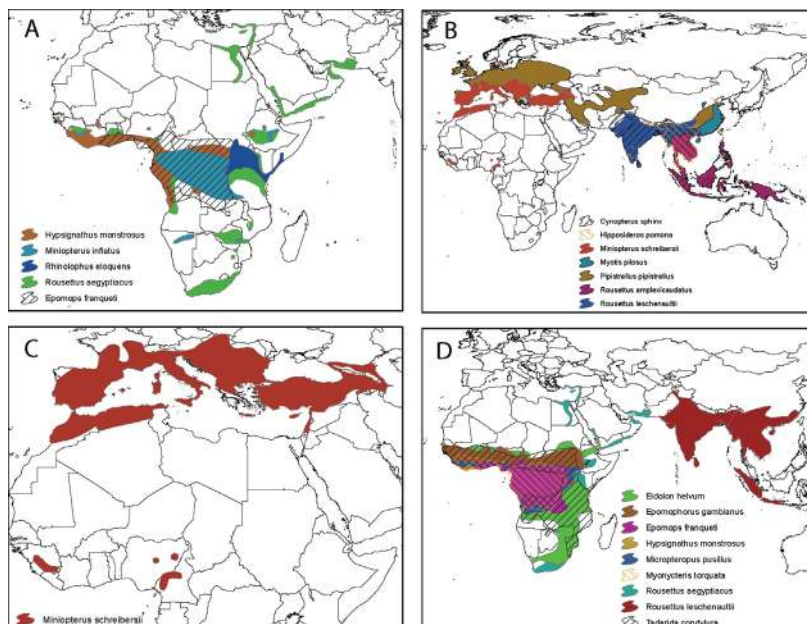 A
Hypsignathus monstrosus
Miniopterus inflatus
Rhinolophus eloquens
Rousettus aegyptiacus
Epomops franqueti
B
Cynopterus sphinx
Hipposideros pomona
Miniopterus schreibersii
Myotis pilosus
Pipistrellus pipistrellus
Rousettus amplexicaudatus
Rousettus leschenaultii
C
Miniopterus schreibersii
D
Eidolon helvum
Epomophorus gambianus
Epomops franqueti
Hypsignathus monstrosus
Micropteropus pusillus
Myonycteris torquata
Rousettus aegyptiacus
Rousettus leschenaultii
Tadarida condylura